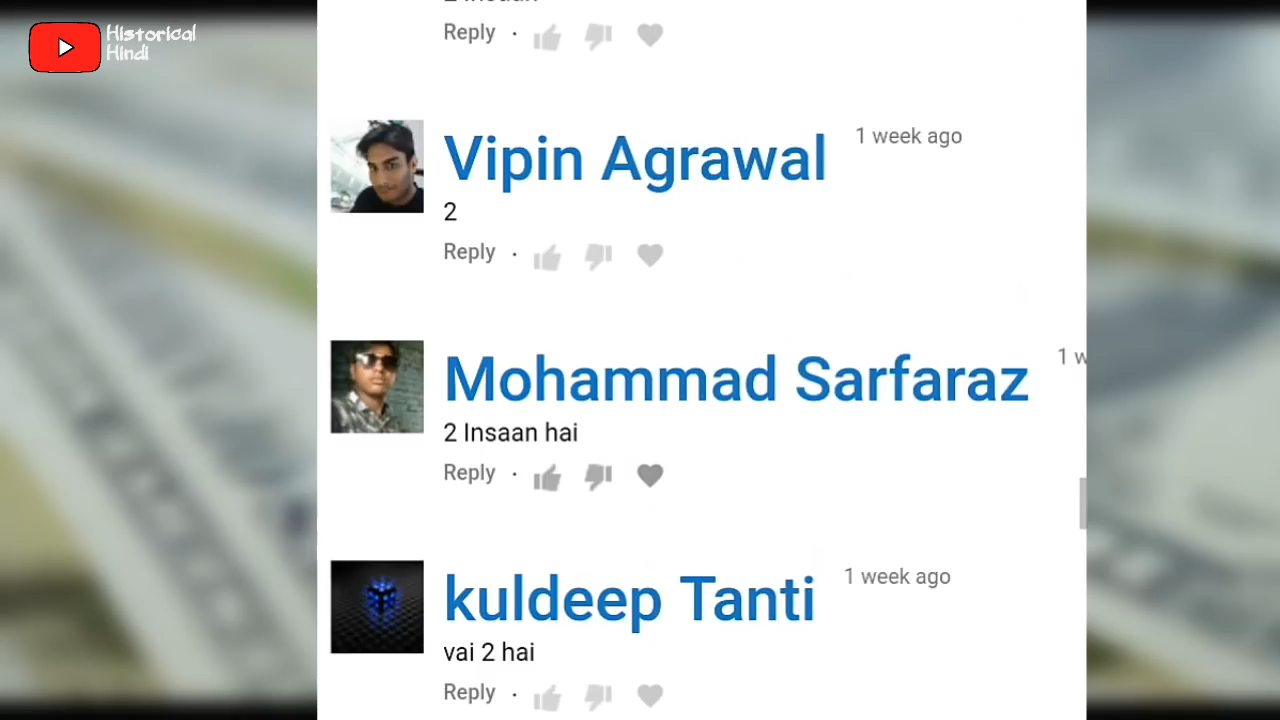 Historical
Hindi
Reply ·
Vipin Agrawal 1 week ago
2
Reply ·
Mohammad Sarfaraz 1 w
2 Insaan hai
Reply ·
kuldeep Tanti 1 week ago
vai 2 hai
Reply ·